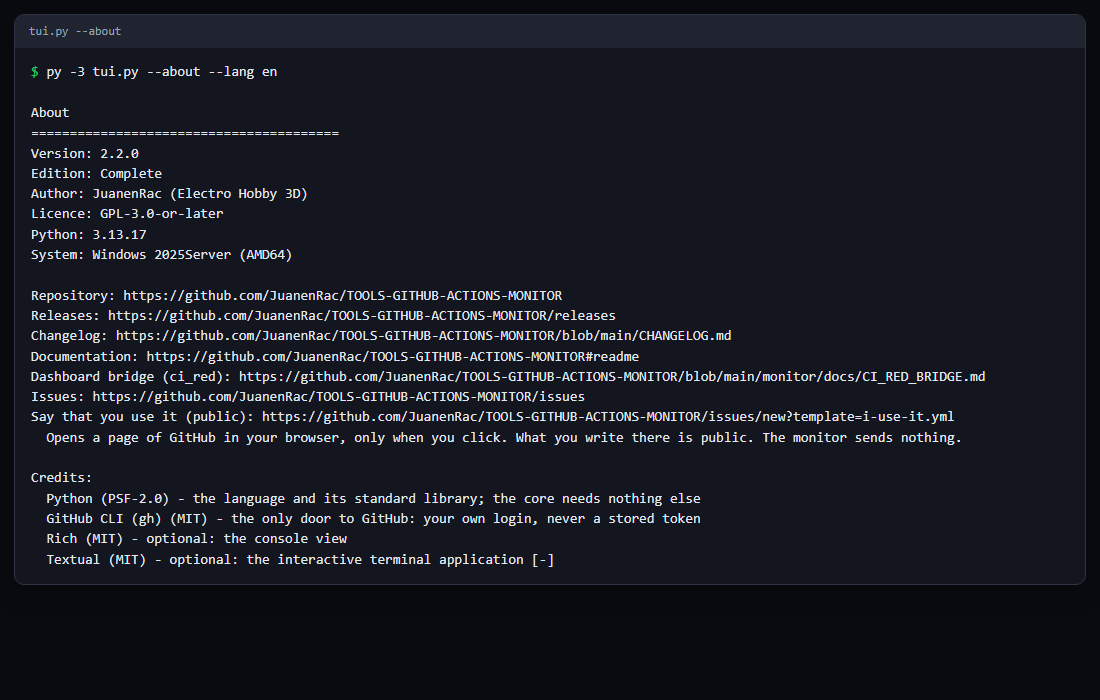 tui.py --about
$ py -3 tui.py --about --lang en
About
========================================
Version: 2.2.0
Edition: Complete
Author: JuanenRac (Electro Hobby 3D)
Licence: GPL-3.0-or-later
Python: 3.13.17
System: Windows 2025Server (AMD64)
Repository: https://github.com/JuanenRac/TOOLS-GITHUB-ACTIONS-MONITOR
Releases: https://github.com/JuanenRac/TOOLS-GITHUB-ACTIONS-MONITOR/releases
Changelog: https://github.com/JuanenRac/TOOLS-GITHUB-ACTIONS-MONITOR/blob/main/CHANGELOG.md
Documentation: https://github.com/JuanenRac/TOOLS-GITHUB-ACTIONS-MONITOR#readme
Dashboard bridge (ci_red): https://github.com/JuanenRac/TOOLS-GITHUB-ACTIONS-MONITOR/blob/main/monitor/docs/CI_RED_BRIDGE.md
Issues: https://github.com/JuanenRac/TOOLS-GITHUB-ACTIONS-MONITOR/issues
Say that you use it (public): https://github.com/JuanenRac/TOOLS-GITHUB-ACTIONS-MONITOR/issues/new?template=i-use-it.yml
Opens a page of GitHub in your browser, only when you click. What you write there is public. The monitor sends nothing.
Credits:
Python (PSF-2.0) - the language and its standard library; the core needs nothing else
GitHub CLI (gh) (MIT) - the only door to GitHub: your own login, never a stored token
Rich (MIT) - optional: the console view
Textual (MIT) - optional: the interactive terminal application [-]